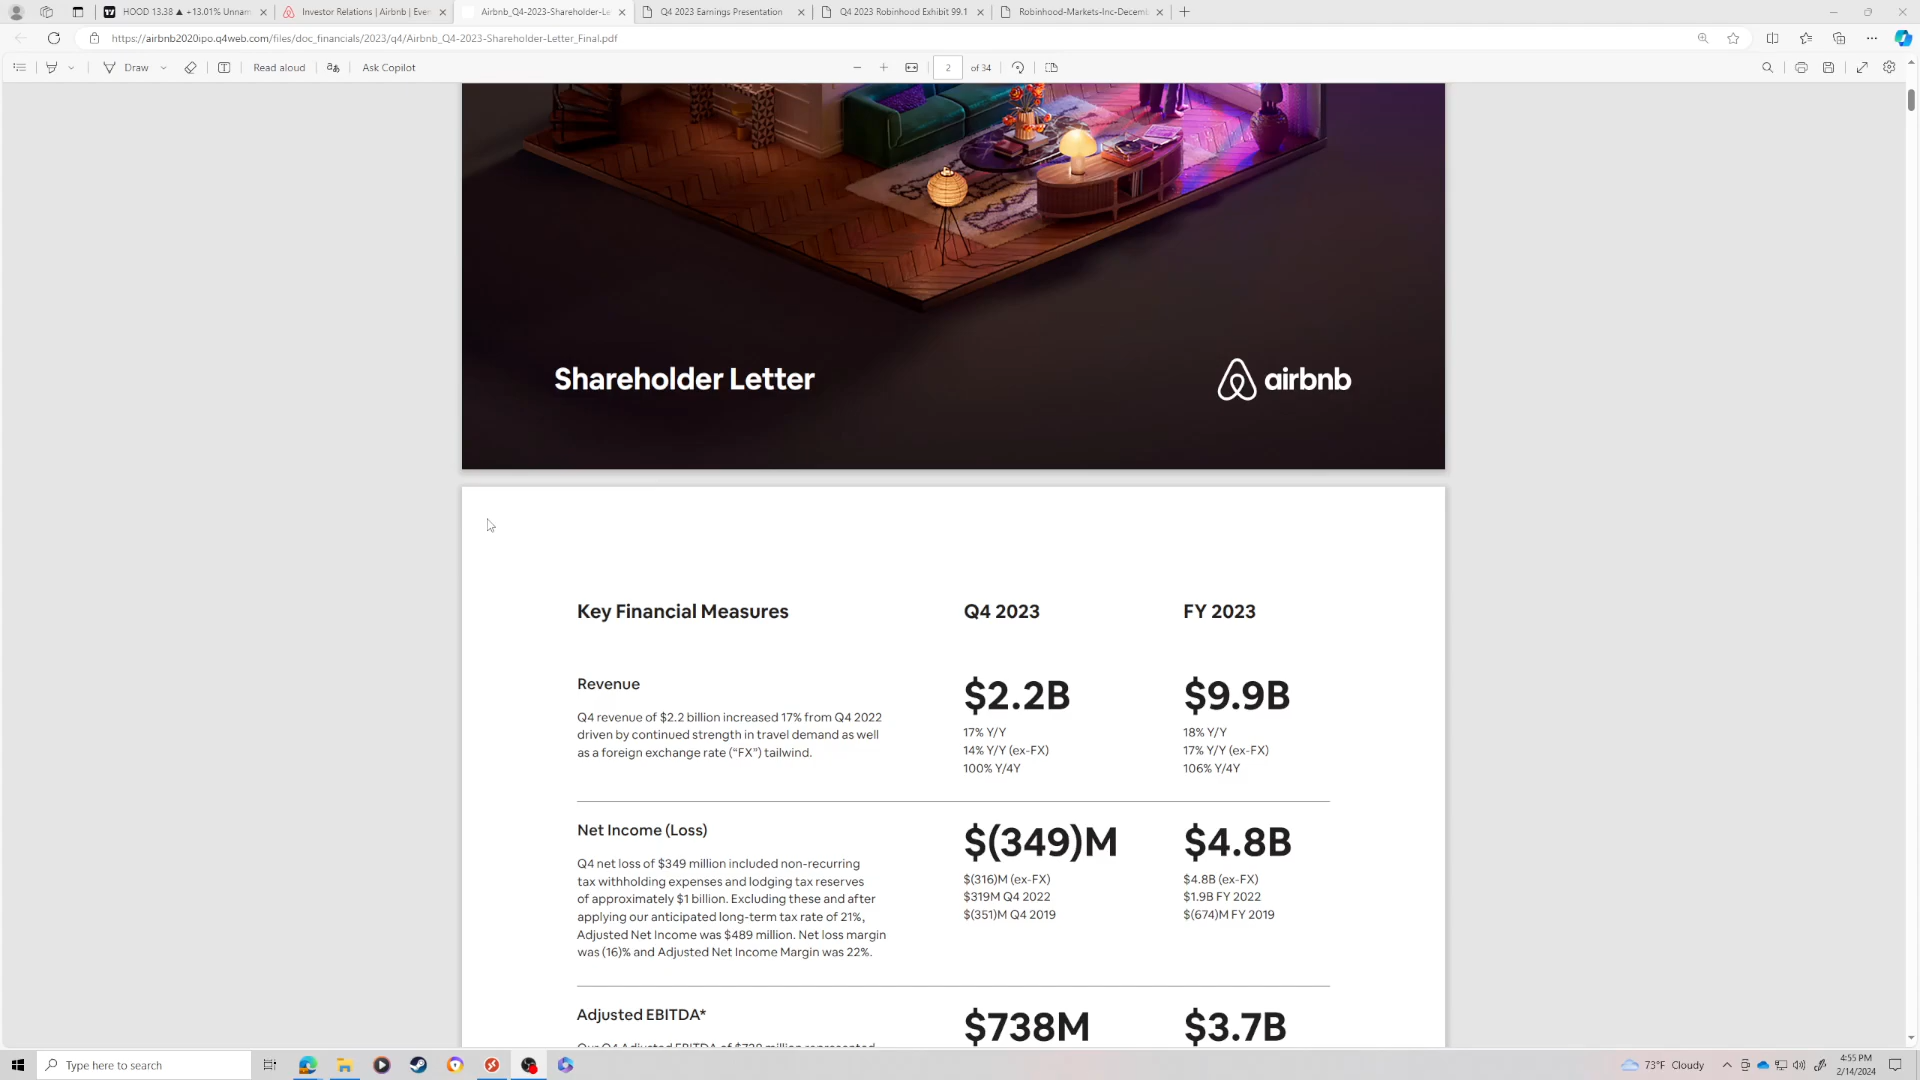 HOOD 13.38 ▲ +13.01% Unnam
Investor Relations | Airbnb | Even
Airbnb_Q4-2023-Shareholder-Le
Q4 2023 Earnings Presentation
Q4 2023 Robinhood Exhibit 99.1
Robinhood-Markets-Inc-Decemb
https://airbnb2020ipo.q4web.com/files/doc_financials/2023/q4/Airbnb_Q4-2023-Shareholder-Letter_Final.pdf
Draw
Read aloud
Ask Copilot
2
of 34
Shareholder Letter
airbnb
Key Financial Measures
Q4 2023
FY 2023
Revenue
Q4 revenue of $2.2 billion increased 17% from Q4 2022
driven by continued strength in travel demand as well
as a foreign exchange rate (“FX”) tailwind.
$2.2B
17% Y/Y
14% Y/Y (ex-FX)
100% Y/4Y
$9.9B
18% Y/Y
17% Y/Y (ex-FX)
106% Y/4Y
Net Income (Loss)
Q4 net loss of $349 million included non-recurring
tax withholding expenses and lodging tax reserves
of approximately $1 billion. Excluding these and after
applying our anticipated long-term tax rate of 21%,
Adjusted Net Income was $489 million. Net loss margin
was (16)% and Adjusted Net Income Margin was 22%.
$(349)M
$(316)M (ex-FX)
$319M Q4 2022
$(351)M Q4 2019
$4.8B
$4.8B (ex-FX)
$1.9B FY 2022
$(674)M FY 2019
Adjusted EBITDA*
Our Q4 Adjusted EBITDA of $738 million represented
$738M
$3.7B
Type here to search
73°F Cloudy
4:55 PM
2/14/2024